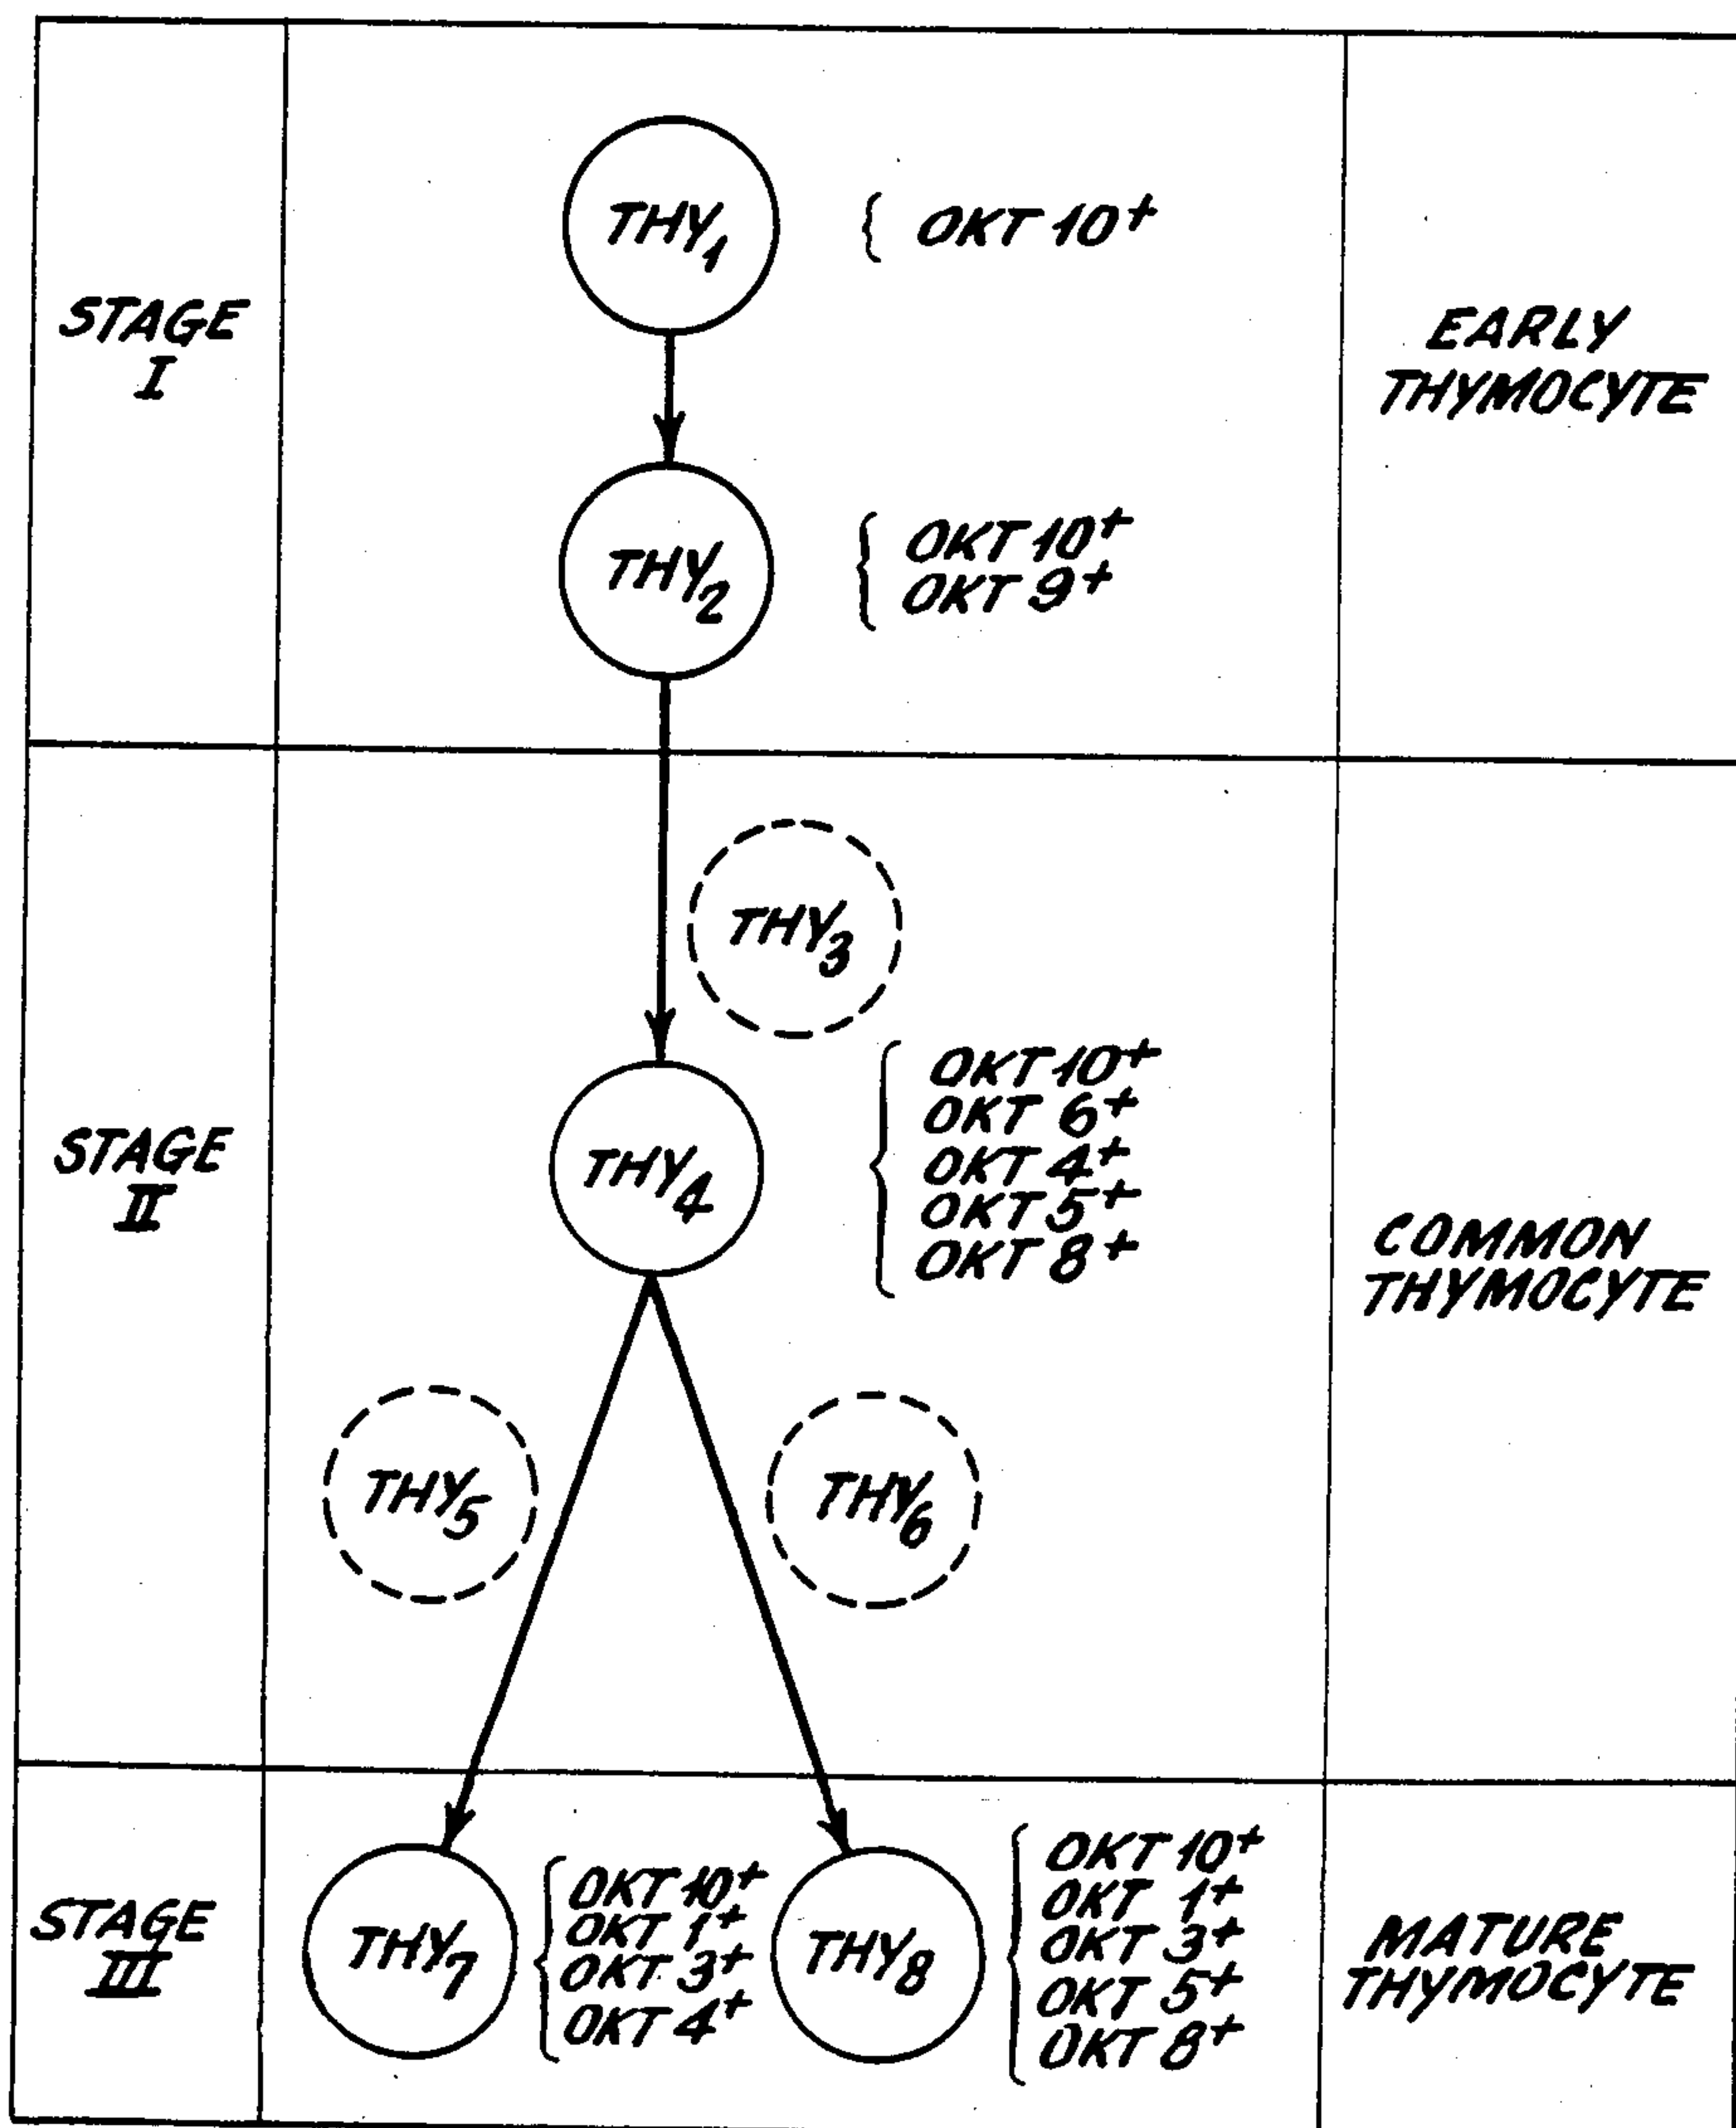 STAGE
I
THY1
OKT 10+
THY2
OKT 10+
OKT 9+
EARLY
THYMOCYTE
STAGE
II
THY3
THY4
OKT 10+
OKT 6+
OKT 4+
OKT 5+
OKT 8+
THY5
THY6
COMMON
THYMOCYTE
STAGE
III
THY7
OKT 10+
OKT 1+
OKT 3+
OKT 4+
THY8
OKT 10+
OKT 1+
OKT 3+
OKT 5+
OKT 8+
MATURE
THYMOCYTE